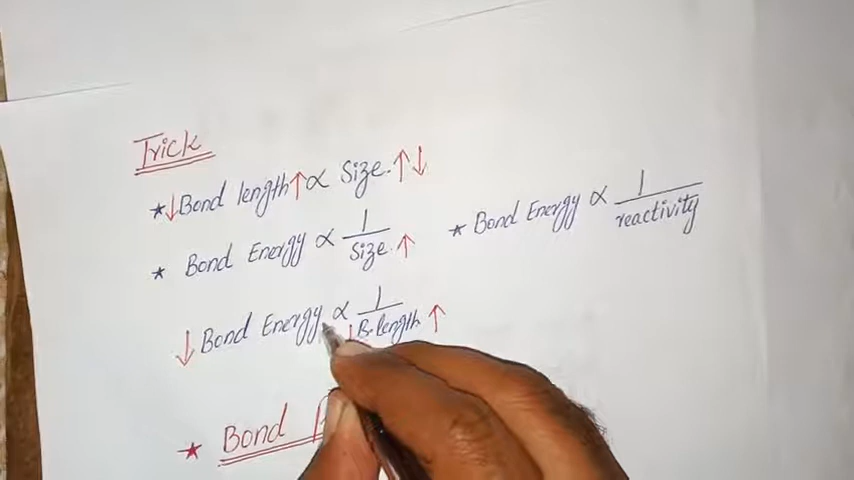 Trick
★ ↓ Bond length ↑ ∝ Size. ↑ ↓
★ Bond Energy ∝ 1/Size. ↑
★ Bond Energy ∝ 1/reactivity
↓ Bond Energy ∝ 1/↓ B.length ↑
★ Bond